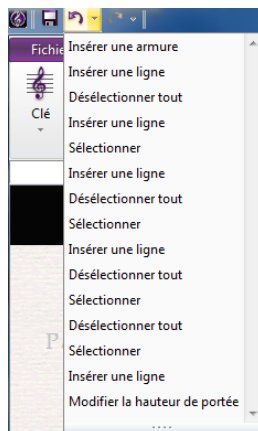 Fichie
Clé
Insérer une armure
Insérer une ligne
Désélectionner tout
Insérer une ligne
Sélectionner
Insérer une ligne
Désélectionner tout
Sélectionner
Insérer une ligne
Désélectionner tout
Sélectionner
Désélectionner tout
Sélectionner
Insérer une ligne
Modifier la hauteur de portée
P